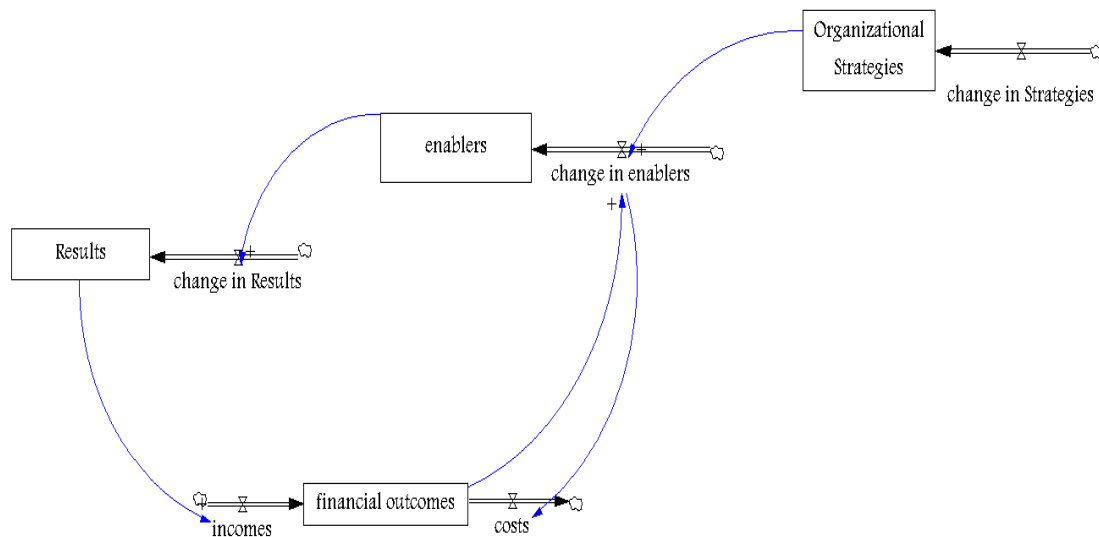 Organizational
Strategies
change in Strategies
enablers
+
change in enablers
+
Results
+
change in Results
+
incomes
financial outcomes
costs